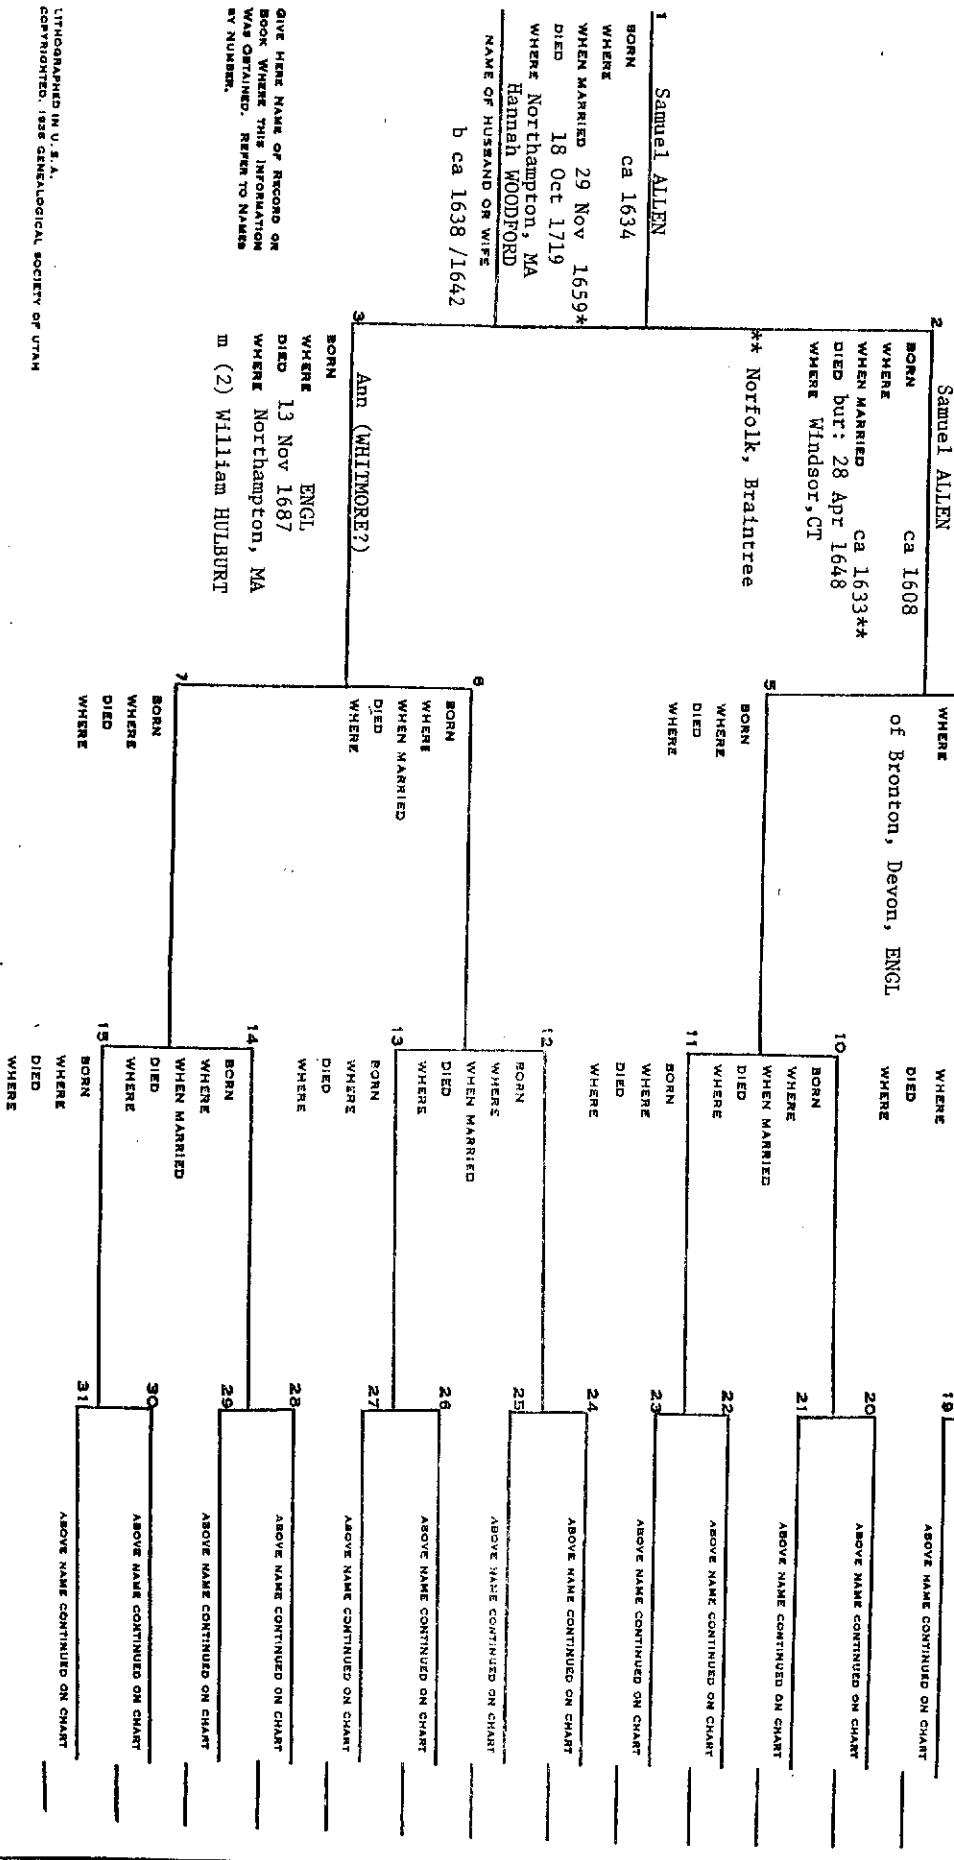 1
Samuel ALLEN
BORN ca 1634
WHERE
WHEN MARRIED 29 Nov 1659*
DIED 18 Oct 1719
WHERE Northampton, MA
Hannah WOODFORD
NAME OF HUSBAND OR WIFE
b ca 1638 /1642
GIVE HERE NAME OF RECORD OR
BOOK WHERE THIS INFORMATION
WAS OBTAINED. REFER TO NAMES
BY NUMBER.
LITHOGRAPHED IN U. S. A.
COPYRIGHTED. 1936 GENEALOGICAL SOCIETY OF UTAH
2
Samuel ALLEN
BORN ca 1608
WHERE
WHEN MARRIED ca 1633**
DIED bur: 28 Apr 1648
WHERE Windsor,CT
** Norfolk, Braintree
3
Ann (WHITMORE?)
BORN
WHERE ENGL
DIED 13 Nov 1687
WHERE Northampton, MA
m (2) William HULBURT
WHERE
of Bronton, Devon, ENGL
5
BORN
WHERE
DIED
WHERE
6
BORN
WHERE
WHEN MARRIED
DIED
WHERE
7
BORN
WHERE
DIED
WHERE
WHERE
DIED
WHERE
10
BORN
WHERE
WHEN MARRIED
DIED
WHERE
11
BORN
WHERE
DIED
WHERE
12
BORN
WHERE
WHEN MARRIED
DIED
WHERE
13
BORN
WHERE
DIED
WHERE
14
BORN
WHERE
WHEN MARRIED
DIED
WHERE
15
BORN
WHERE
DIED
WHERE
19
ABOVE NAME CONTINUED ON CHART
20
ABOVE NAME CONTINUED ON CHART
21
ABOVE NAME CONTINUED ON CHART
22
ABOVE NAME CONTINUED ON CHART
23
ABOVE NAME CONTINUED ON CHART
24
ABOVE NAME CONTINUED ON CHART
25
ABOVE NAME CONTINUED ON CHART
26
ABOVE NAME CONTINUED ON CHART
27
ABOVE NAME CONTINUED ON CHART
28
ABOVE NAME CONTINUED ON CHART
29
ABOVE NAME CONTINUED ON CHART
30
ABOVE NAME CONTINUED ON CHART
31
ABOVE NAME CONTINUED ON CHART